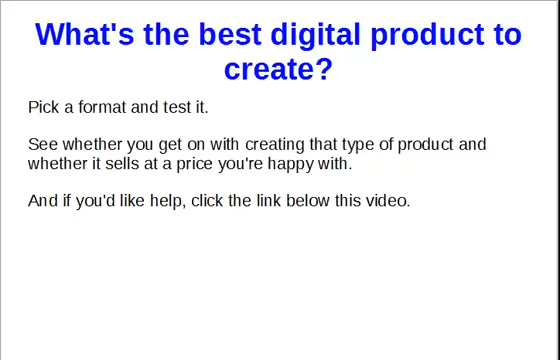 What's the best digital product to
create?
Pick a format and test it.
See whether you get on with creating that type of product and
whether it sells at a price you're happy with.
And if you'd like help, click the link below this video.